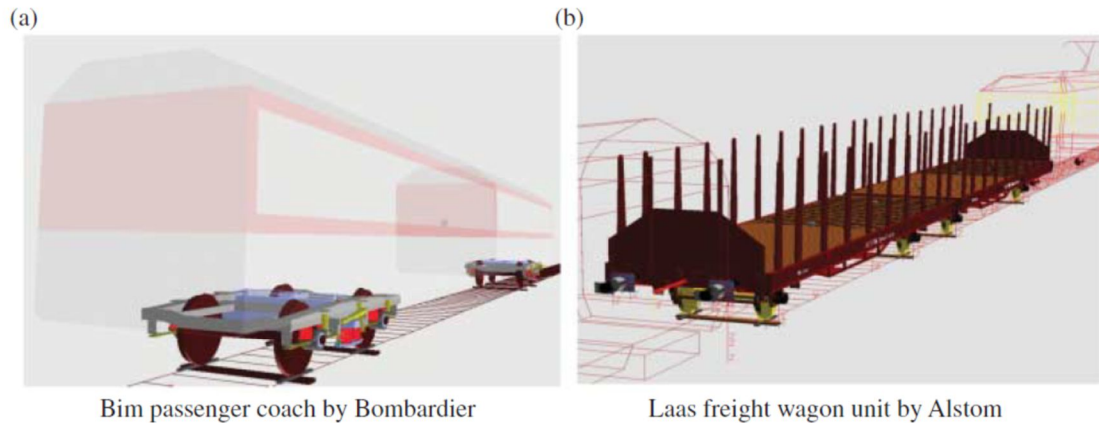 (a)
(b)
Bim passenger coach by Bombardier
Laas freight wagon unit by Alstom